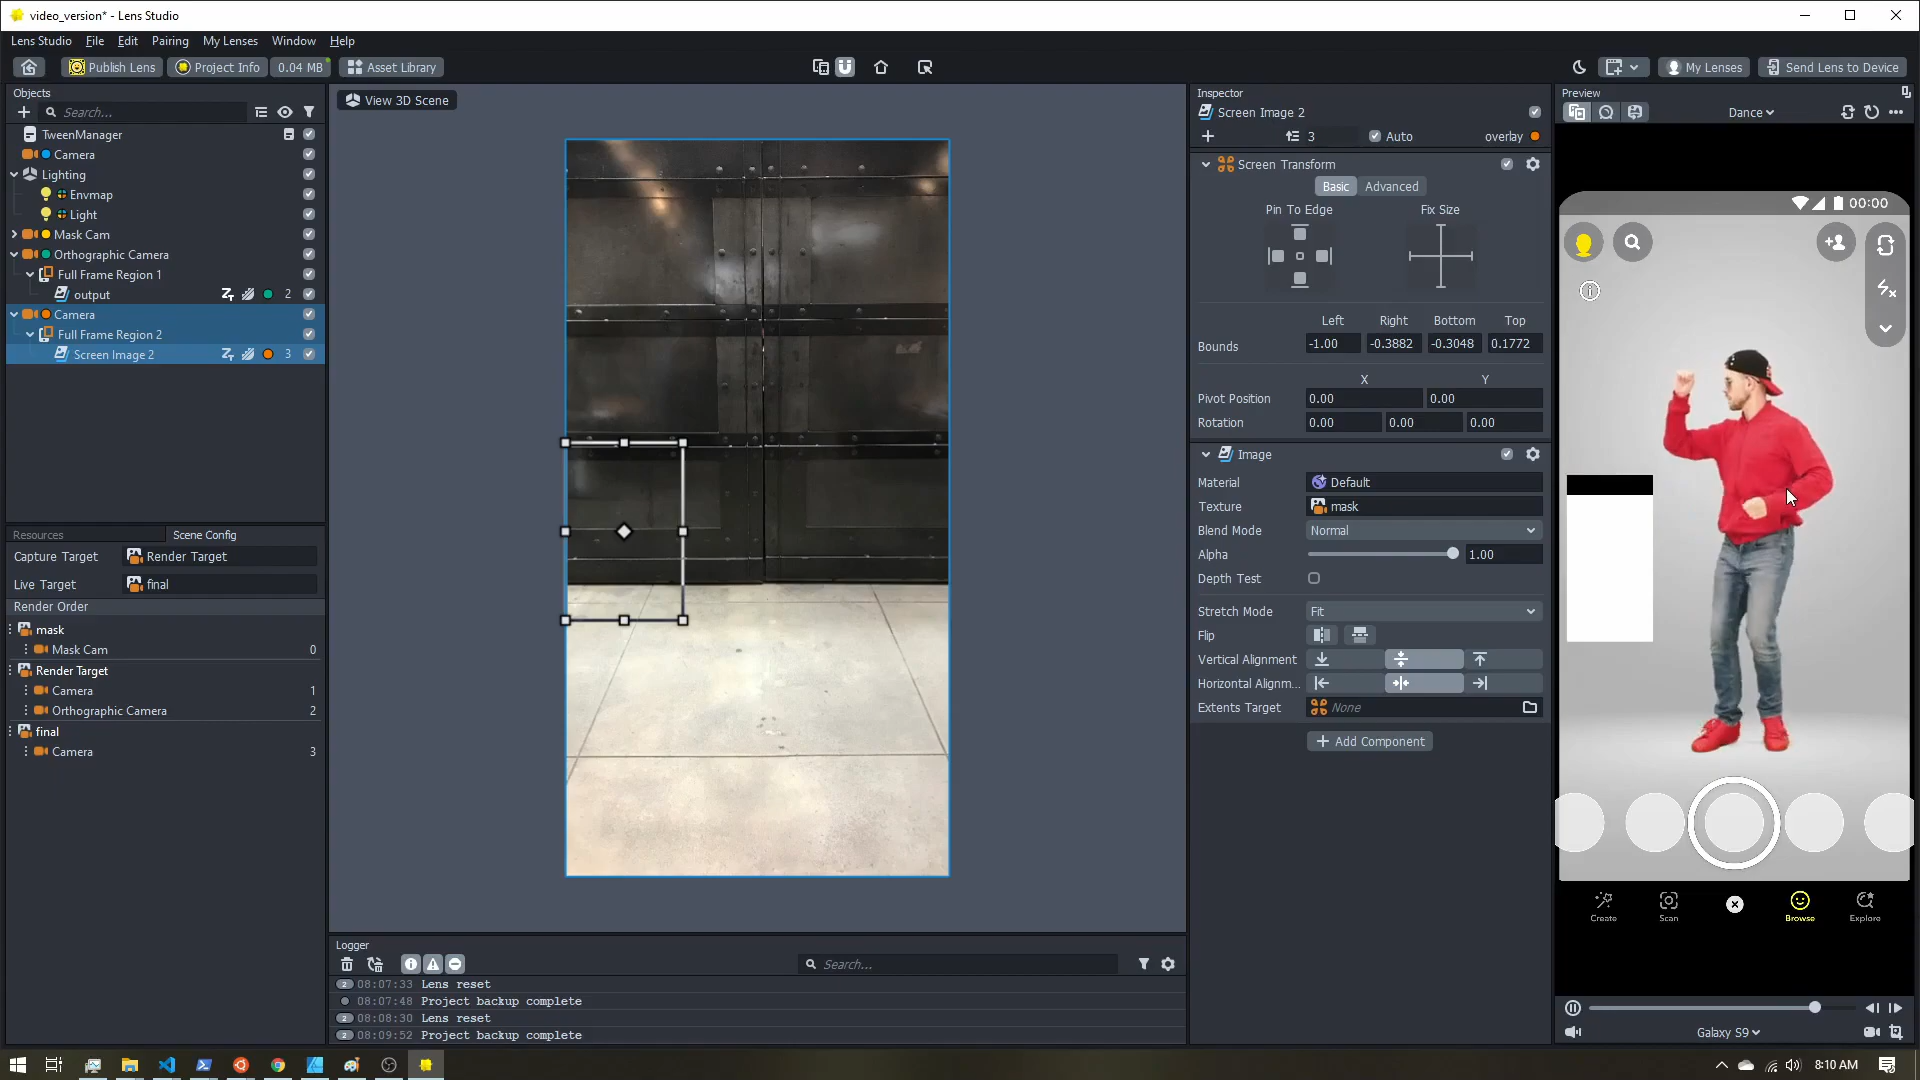 video_version* - Lens Studio
Lens Studio File Edit Pairing My Lenses Window Help
Publish Lens Project Info 0.04 MB Asset Library My Lenses Send Lens to Device
Objects
Search...
TweenManager
Camera
Lighting
Envmap
Light
Mask Cam
Orthographic Camera
Full Frame Region 1
output 2
Camera
Full Frame Region 2
Screen Image 2 3
Resources Scene Config
Capture Target Render Target
Live Target final
Render Order
mask
Mask Cam 0
Render Target
Camera 1
Orthographic Camera 2
final
Camera 3
View 3D Scene
Logger
Search...
2 08:07:33 Lens reset
08:07:48 Project backup complete
2 08:08:30 Lens reset
2 08:09:52 Project backup complete
Inspector
Screen Image 2
3 Auto overlay
Screen Transform
Basic Advanced
Pin To Edge Fix Size
Left Right Bottom Top
Bounds -1.00 -0.3882 -0.3048 0.1772
X Y
Pivot Position 0.00 0.00
Rotation 0.00 0.00 0.00
Image
Material Default
Texture mask
Blend Mode Normal
Alpha 1.00
Depth Test
Stretch Mode Fit
Flip
Vertical Alignment
Horizontal Alignm...
Extents Target None
+ Add Component
Preview
Dance
00:00
Create Scan Browse Explore
Galaxy S9
8:10 AM